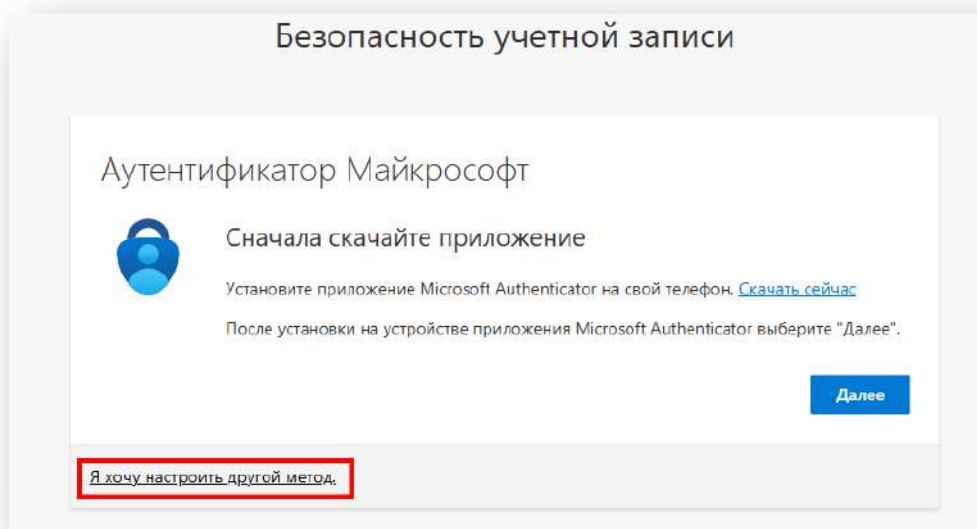 Безопасность учетной записи
Аутентификатор Майкрософт
Сначала скачайте приложение
Установите приложение Microsoft Authenticator на свой телефон. Скачать сейчас
После установки на устройстве приложения Microsoft Authenticator выберите "Далее".
Далее
Я хочу настроить другой метод.